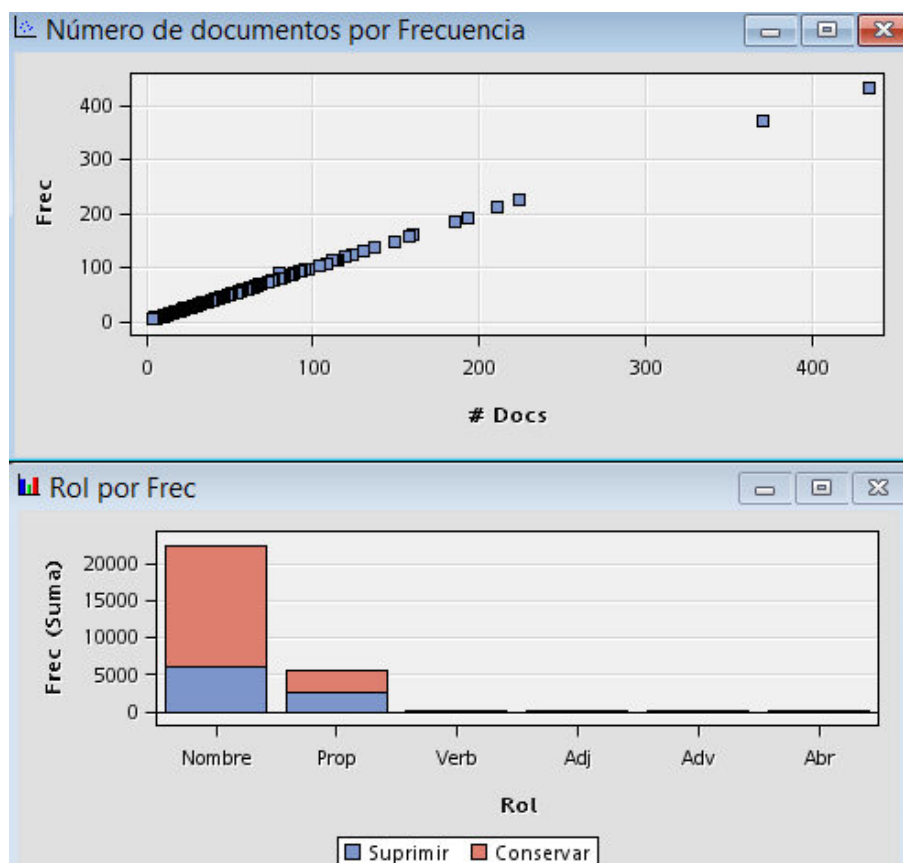 Número de documentos por Frecuencia
400
300
200
100
0
Frec
0 100 200 300 400
# Docs
Rol por Frec
20000
15000
10000
5000
0
Frec (Suma)
Nombre Prop Verb Adj Adv Abr
Rol
Suprimir Conservar